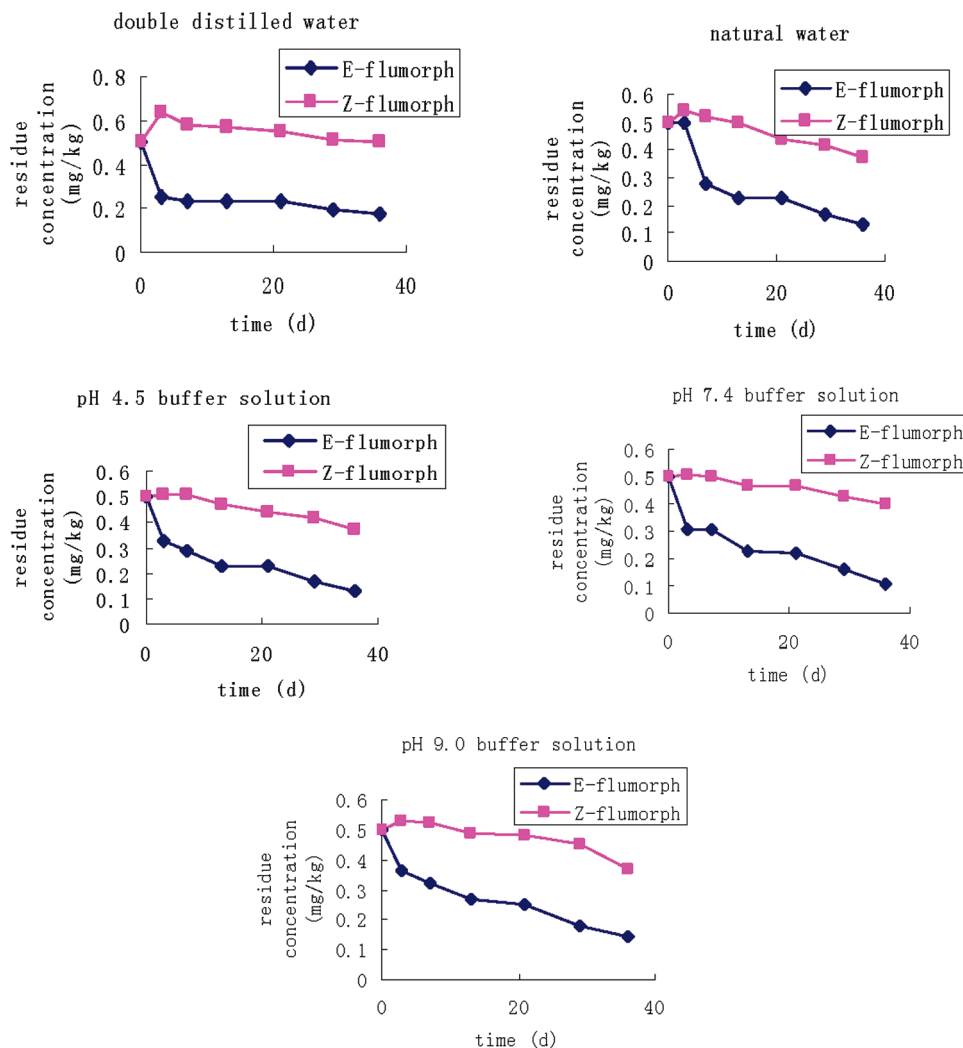 double distilled water
E-flumorph
Z-flumorph
residue
concentration
(mg/kg)
0.8
0.6
0.4
0.2
0
0 20 40
time (d)
natural water
E-flumorph
Z-flumorph
residue
concentration
(mg/kg)
0.6
0.5
0.4
0.3
0.2
0.1
0
0 20 40
time (d)
pH 4.5 buffer solution
E-flumorph
Z-flumorph
residue
concentration
(mg/kg)
0.6
0.5
0.4
0.3
0.2
0.1
0
0 20 40
time (d)
pH 7.4 buffer solution
E-flumorph
Z-flumorph
residue
concentration
(mg/kg)
0.6
0.5
0.4
0.3
0.2
0.1
0
0 20 40
time (d)
pH 9.0 buffer solution
E-flumorph
Z-flumorph
residue
concentration
(mg/kg)
0.6
0.5
0.4
0.3
0.2
0.1
0
0 20 40
time (d)